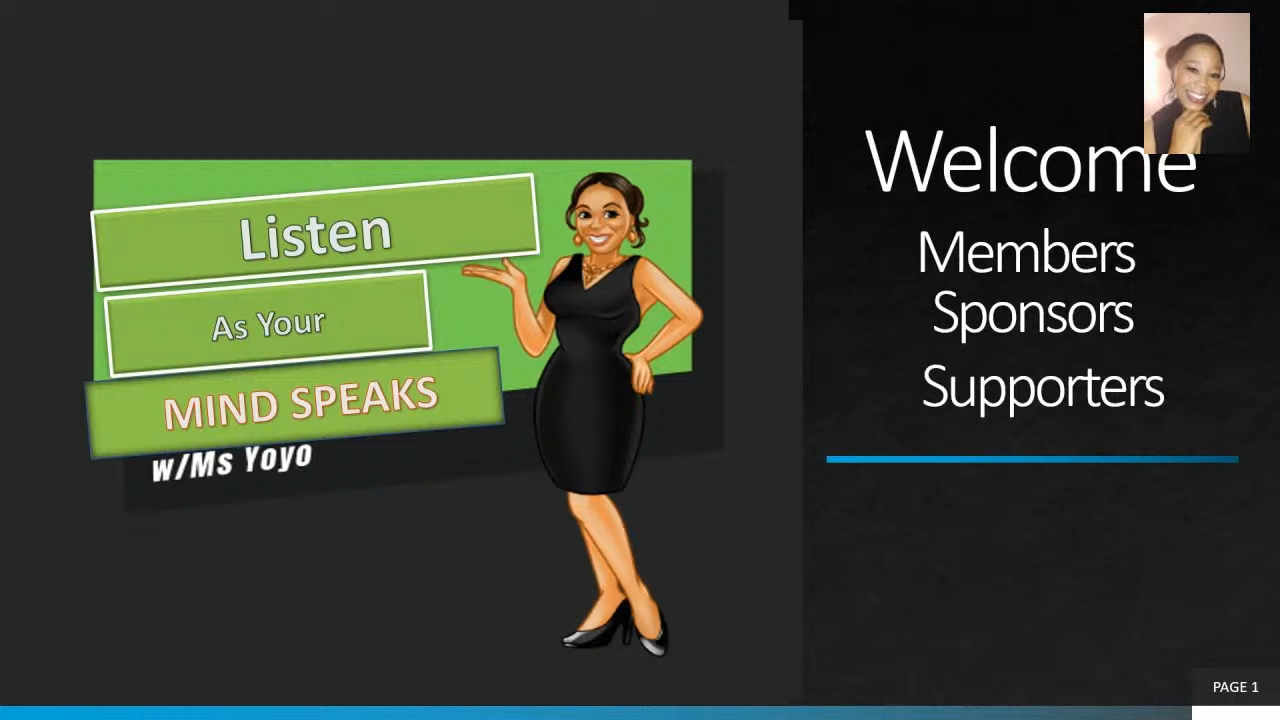 Listen
As Your
MIND SPEAKS
w/Ms Yoyo
Welcome
Members
Sponsors
Supporters
PAGE 1